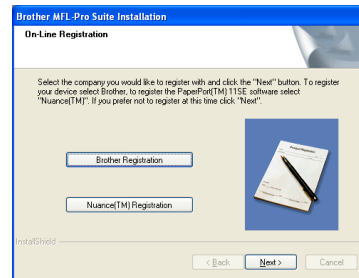 Brother MFL-Pro Suite Installation
On-Line Registration
Select the company you would like to register with and click the "Next" button. To register
your device select Brother, to register the PaperPort(TM) 11SE software select
"Nuance(TM)". If you prefer not to register at this time click "Next".
Brother Registration
Nuance(TM) Registration
InstallShield
< Back
Next >
Cancel